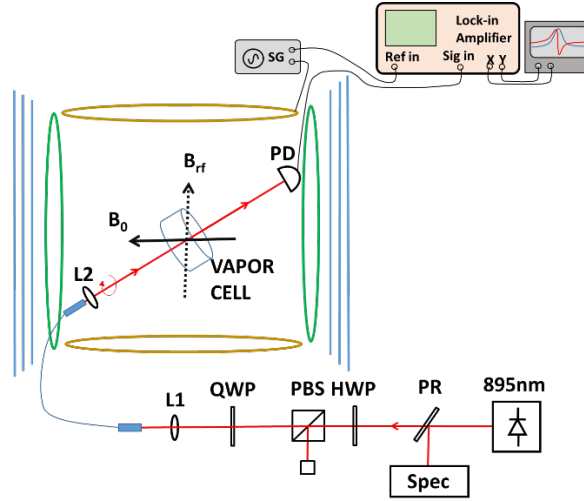 Lock-in
Amplifier
SG
Ref in
Sig in
X Y
PD
B_rf
B_0
L2
VAPOR
CELL
QWP
PBS
HWP
PR
895nm
L1
Spec